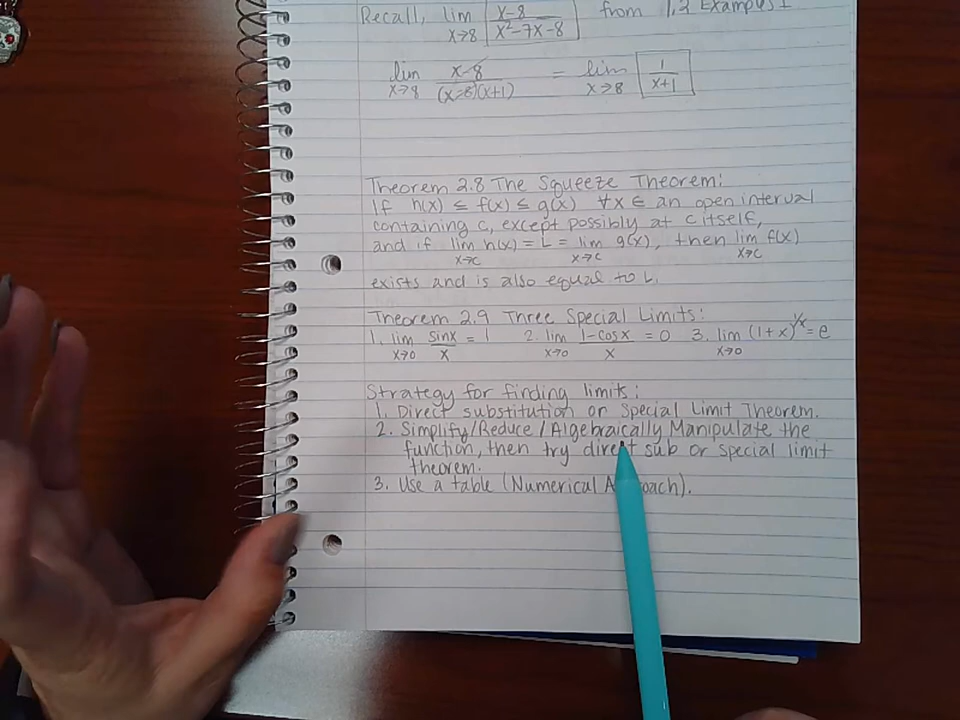 Recall, lim x-8 from 1,2 Example 1
x→8 x²-7x-8
lim x-8 = lim 1
x→8 (x-8)(x+1) x→8 x+1
Theorem 2.8 The Squeeze Theorem:
If h(x) ≤ f(x) ≤ g(x) ∀x ∈ an open interval
containing c, except possibly at c itself,
and if lim h(x) = L = lim g(x), then lim f(x)
x→c x→c x→c
exists and is also equal to L.
Theorem 2.9 Three Special Limits:
1. lim sinx/x = 1 2. lim 1-cosx/x = 0 3. lim (1+x)^1/x = e
x→0 x→0 x→0
Strategy for finding limits:
1. Direct substitution or Special Limit Theorem.
2. Simplify/Reduce/Algebraically Manipulate the
function, then try direct sub or special limit
theorem.
3. Use a table (Numerical Approach).